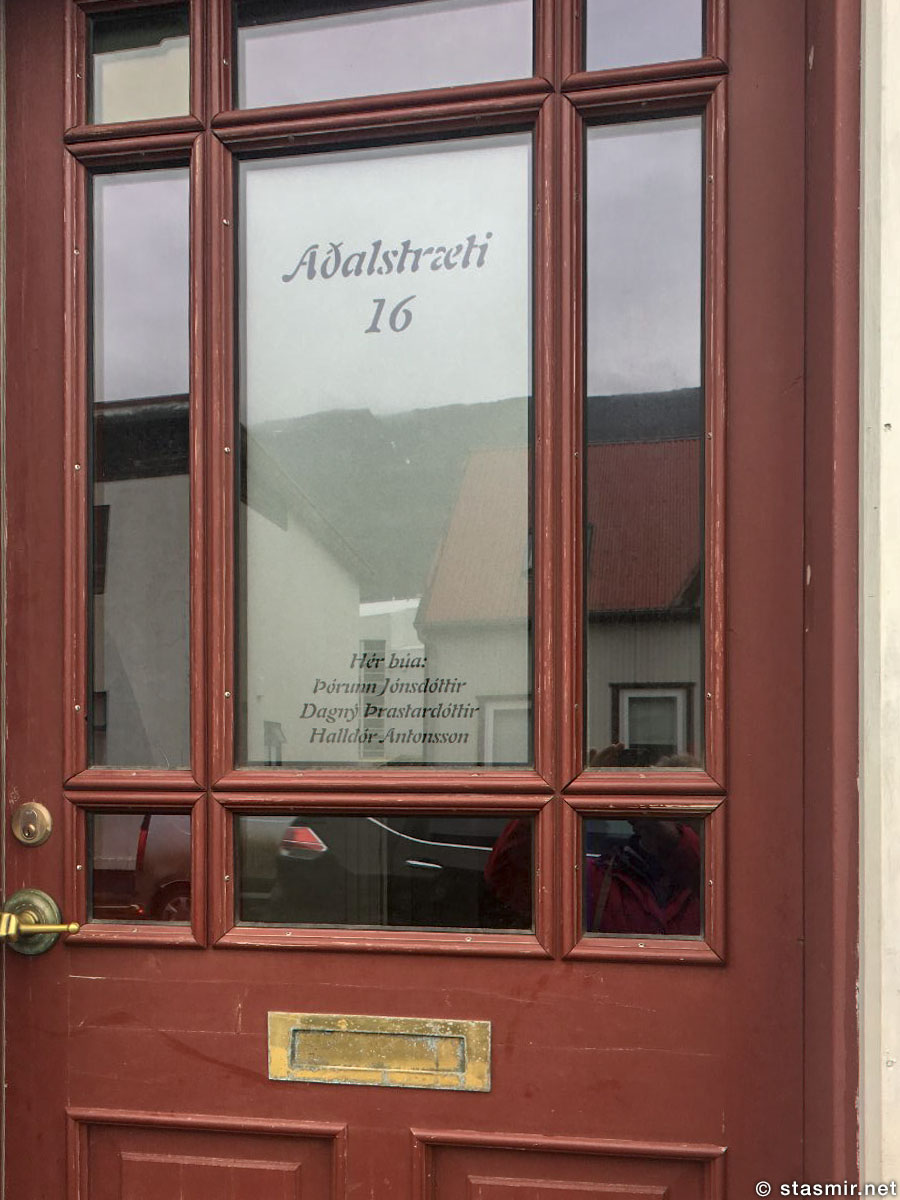 Aðalstræti
16
Hér búa:
Þórunn Jónsdóttir
Dagný Þrastardóttir
Halldór Antonsson
© stasmir.net